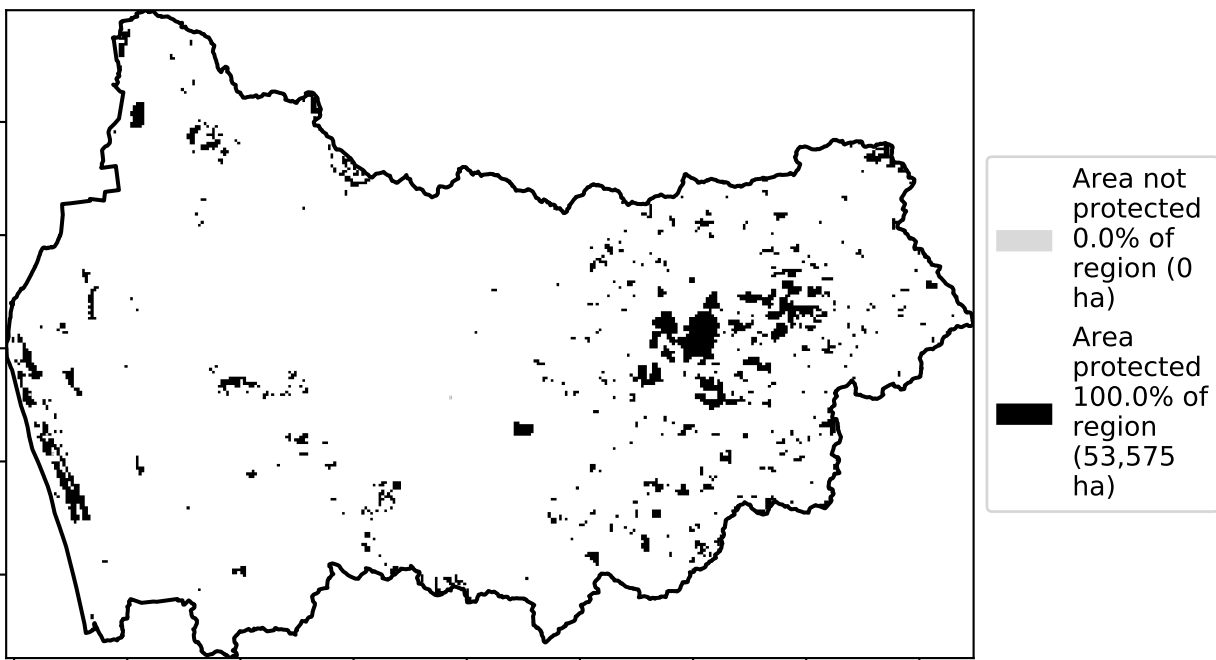 Area not
protected
0.0% of
region (0
ha)
Area
protected
100.0% of
region
(53,575
ha)